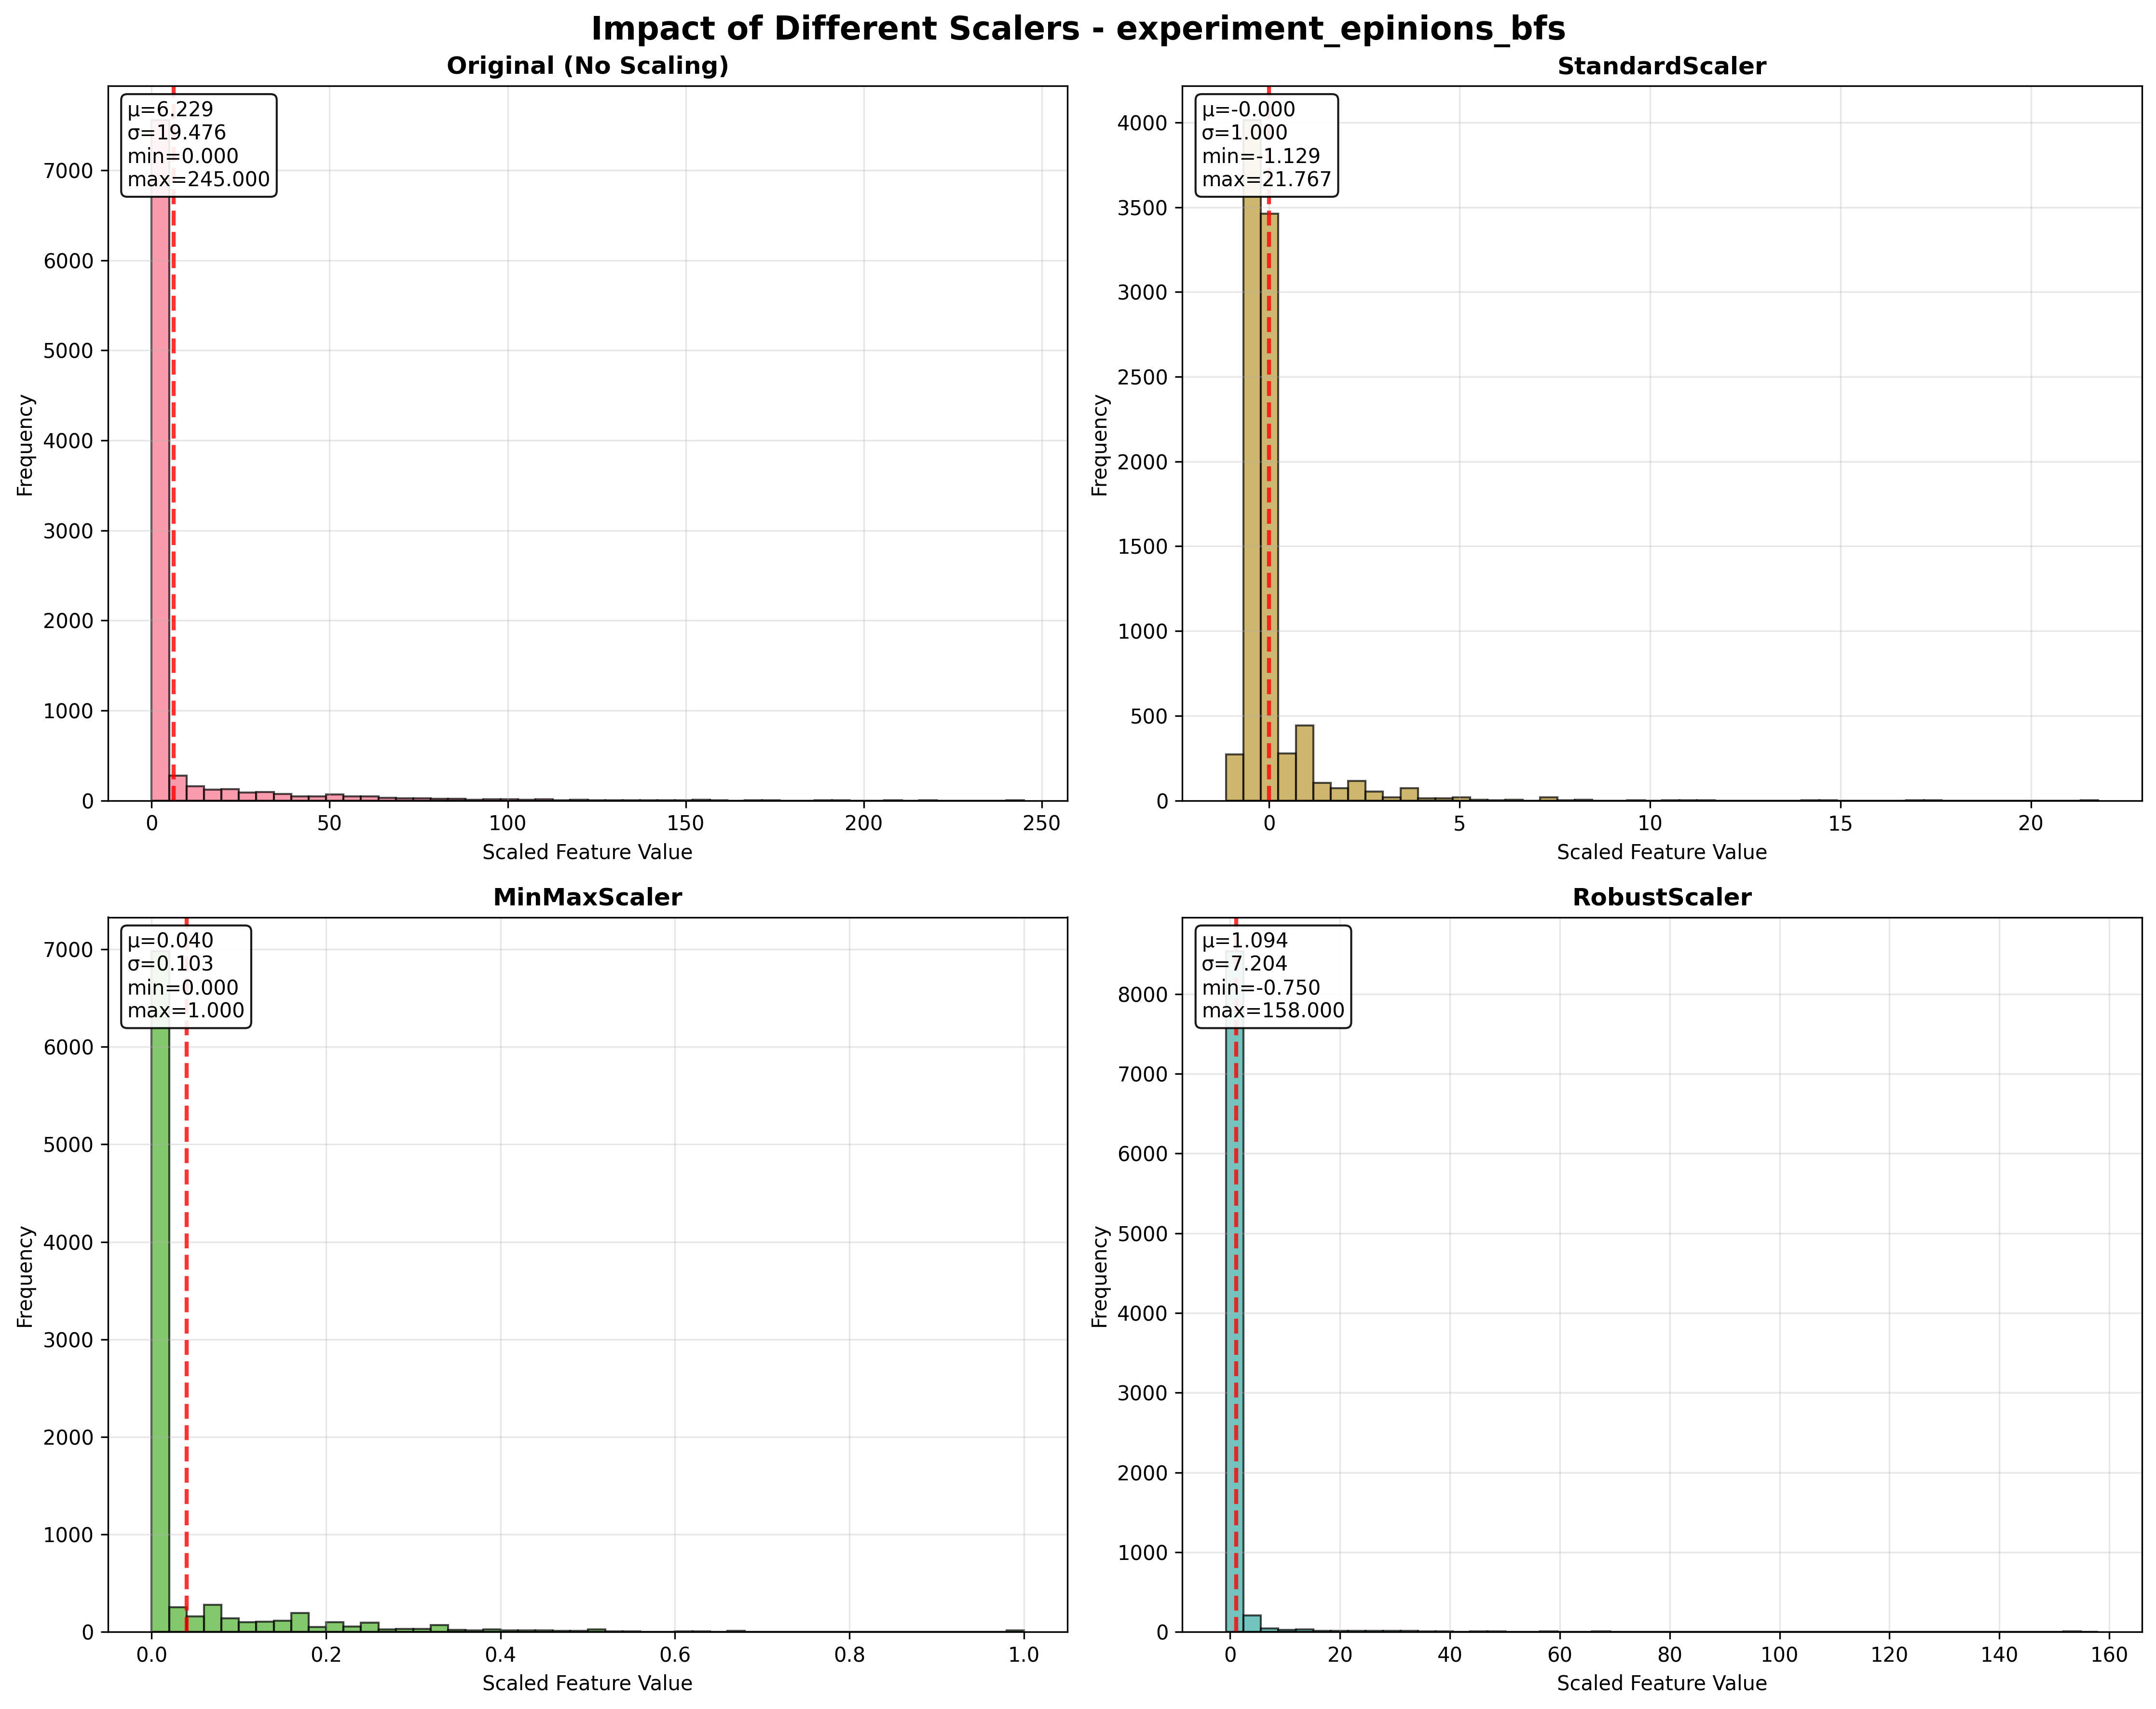 Impact of Different Scalers - experiment_epinions_bfs
Original (No Scaling)
μ=6.229
σ=19.476
min=0.000
max=245.000
Frequency
7000
6000
5000
4000
3000
2000
1000
0
0 50 100 150 200 250
Scaled Feature Value
StandardScaler
μ=-0.000
σ=1.000
min=-1.129
max=21.767
Frequency
4000
3500
3000
2500
2000
1500
1000
500
0
0 5 10 15 20
Scaled Feature Value
MinMaxScaler
μ=0.040
σ=0.103
min=0.000
max=1.000
Frequency
7000
6000
5000
4000
3000
2000
1000
0
0.0 0.2 0.4 0.6 0.8 1.0
Scaled Feature Value
RobustScaler
μ=1.094
σ=7.204
min=-0.750
max=158.000
Frequency
8000
7000
6000
5000
4000
3000
2000
1000
0
0 20 40 60 80 100 120 140 160
Scaled Feature Value